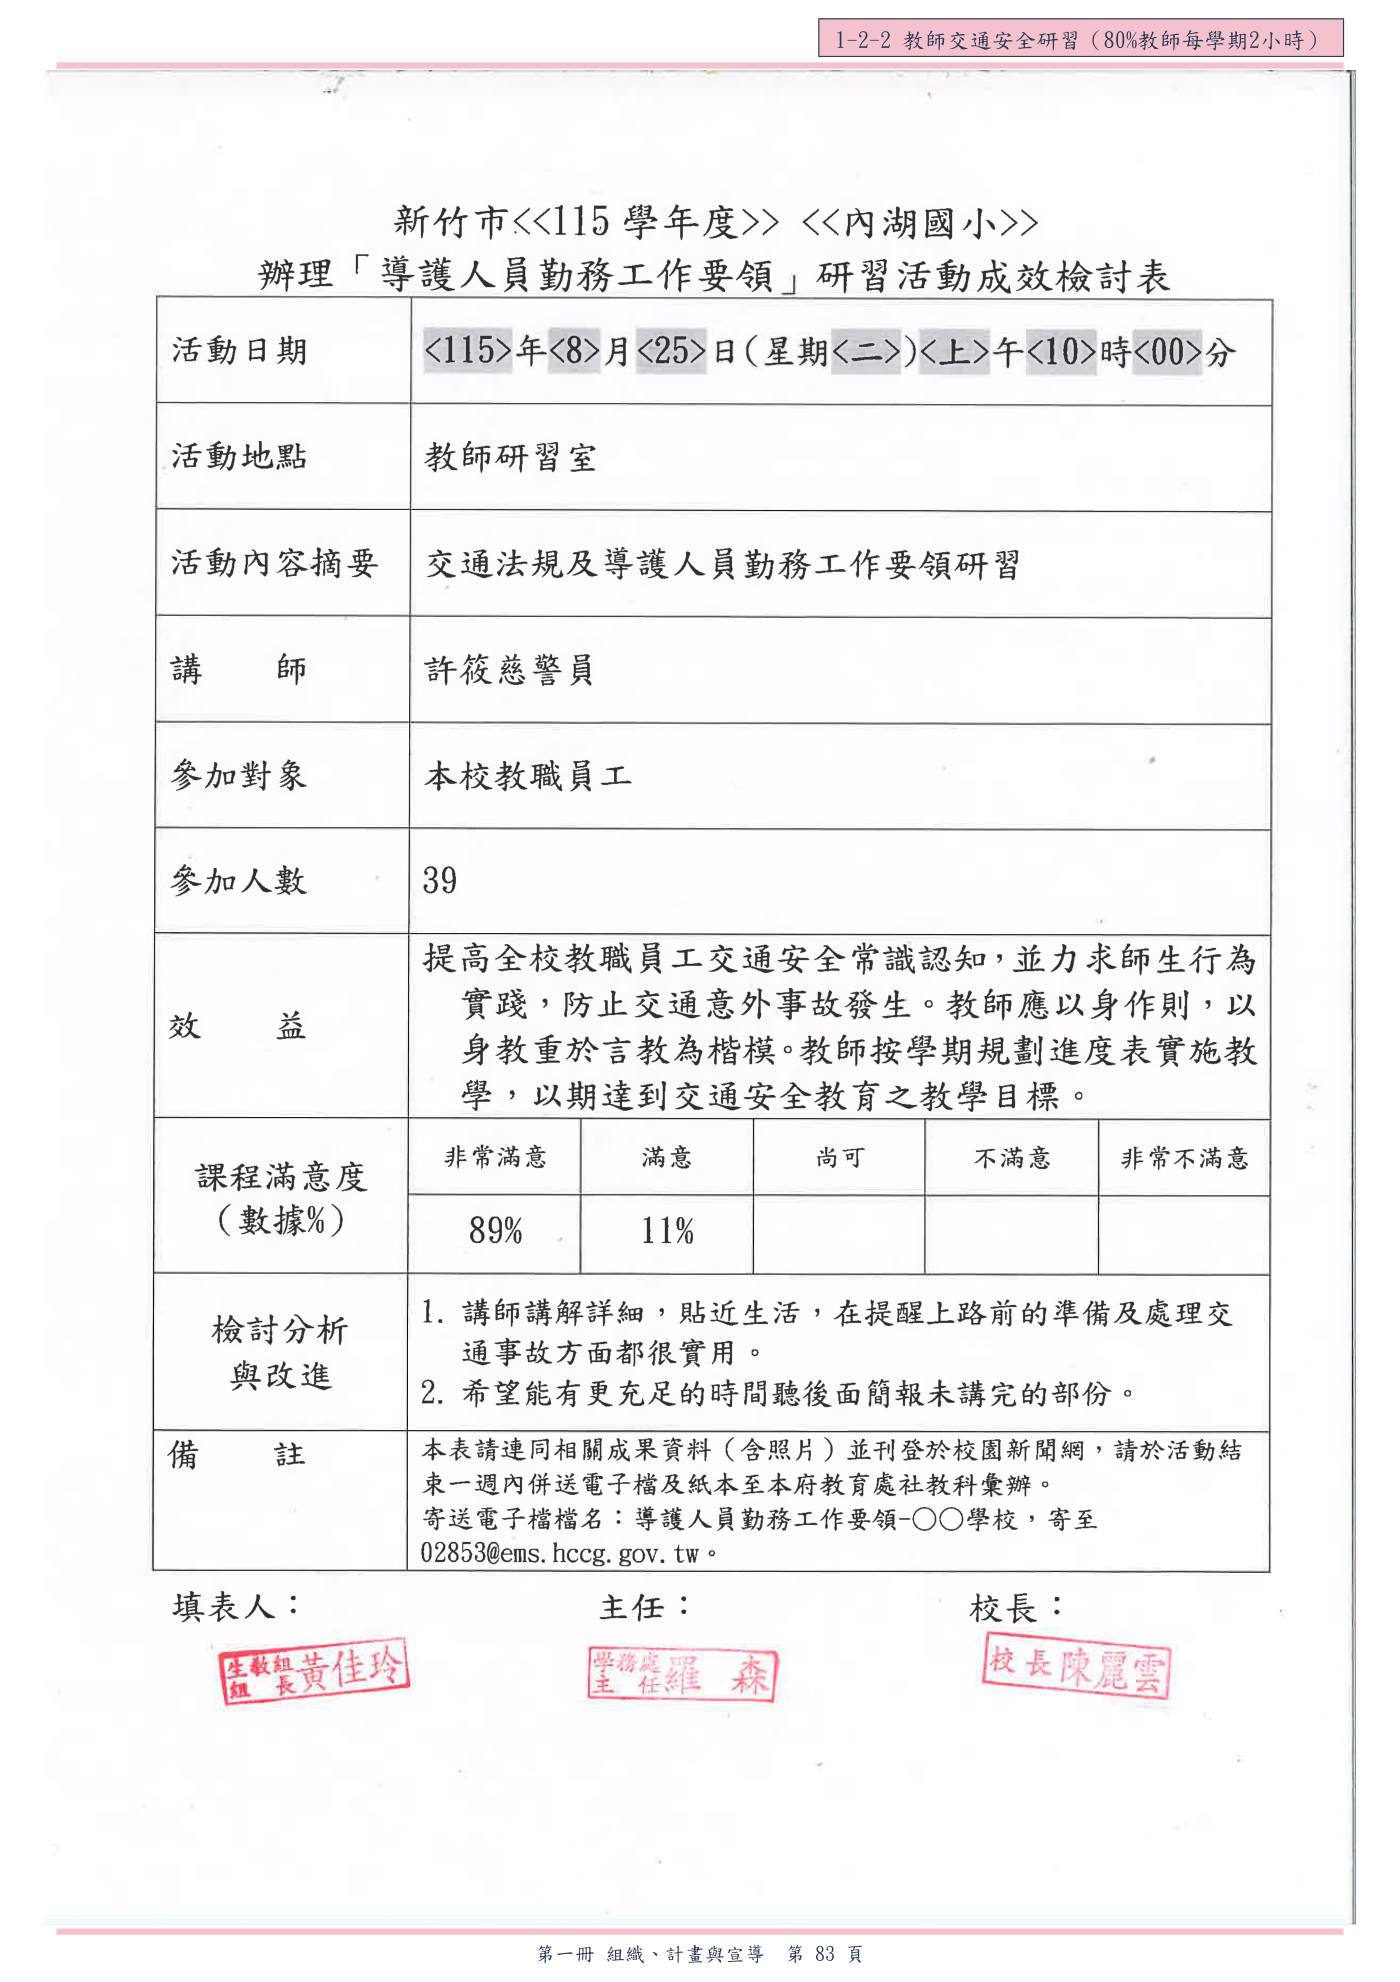 1-2-2 教師交通安全研習（80%教師每學期2小時）
新竹市<<115 學年度>> <<內湖國小>>
辦理「導護人員勤務工作要領」研習活動成效檢討表
活動日期 <115>年<8>月<25>日(星期<二>)<上>午<10>時<00>分
活動地點 教師研習室
活動內容摘要 交通法規及導護人員勤務工作要領研習
講師 許筱慈警員
參加對象 本校教職員工
參加人數 39
提高全校教職員工交通安全常識認知，並力求師生行為
實踐，防止交通意外事故發生。教師應以身作則，以
效益 身教重於言教為楷模。教師按學期規劃進度表實施教
學，以期達到交通安全教育之教學目標。
課程滿意度
（數據%）
非常滿意 滿意 尚可 不滿意 非常不滿意
89% 11%
檢討分析
與改進
1. 講師講解詳細，貼近生活，在提醒上路前的準備及處理交
通事故方面都很實用。
2. 希望能有更充足的時間聽後面簡報未講完的部份。
備註 本表請連同相關成果資料（含照片）並刊登於校園新聞網，請於活動結
束一週內併送電子檔及紙本至本府教育處社教科彙辦。
寄送電子檔檔名：導護人員勤務工作要領-○○學校，寄至
02853@ems.hccg.gov.tw。
填表人： 主任： 校長：
生教組組長黃佳玲 學務處主任羅森 校長陳麗雲
第一冊 組織、計畫與宣導 第 83 頁